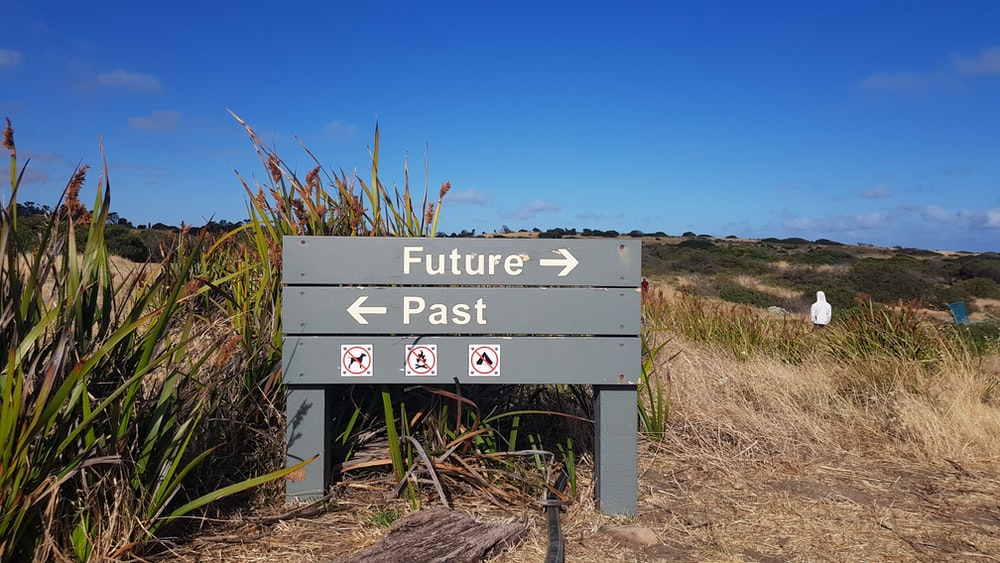 Future →
← Past